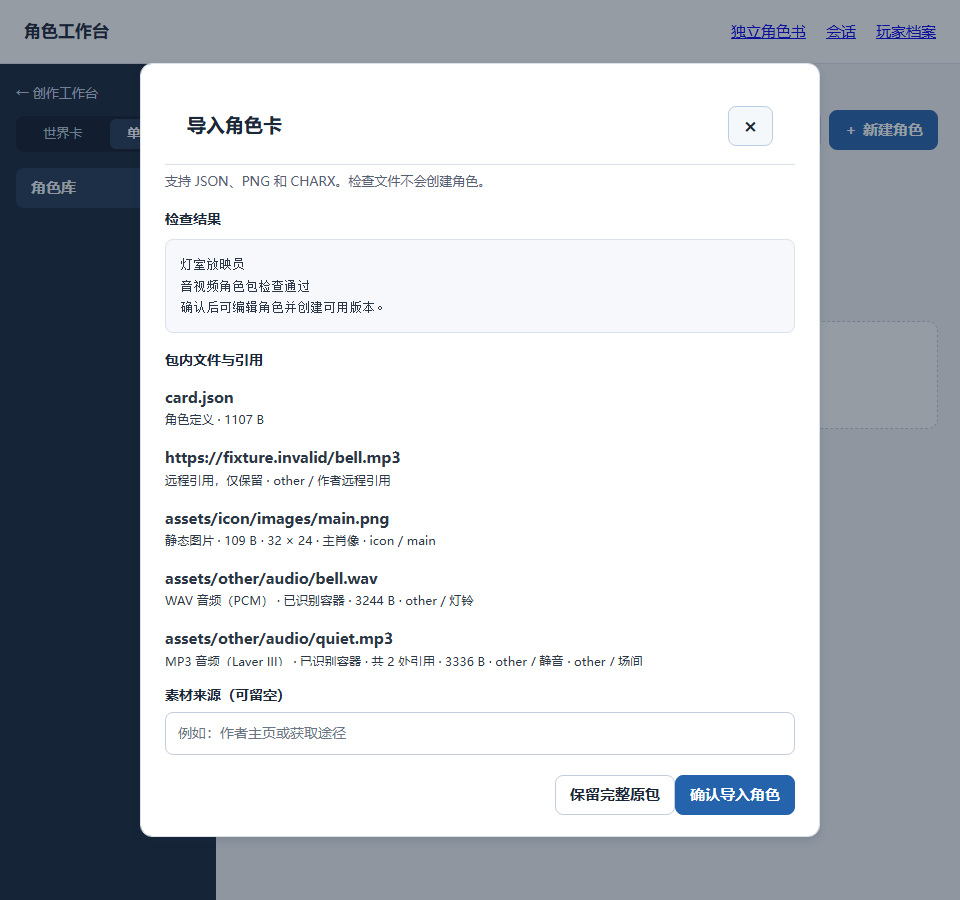 角色工作台
独立角色书 会话 玩家档案
← 创作工作台
世界卡 单
角色库
+ 新建角色
导入角色卡
×
支持 JSON、PNG 和 CHARX。检查文件不会创建角色。
检查结果
灯室放映员
音视频角色包检查通过
确认后可编辑角色并创建可用版本。
包内文件与引用
card.json
角色定义 · 1107 B
https://fixture.invalid/bell.mp3
远程引用，仅保留 · other / 作者远程引用
assets/icon/images/main.png
静态图片 · 109 B · 32 × 24 · 主肖像 · icon / main
assets/other/audio/bell.wav
WAV 音频（PCM） · 已识别容器 · 3244 B · other / 灯铃
assets/other/audio/quiet.mp3
MP3 音频（Layer III） · 已识别容器 · 共 2 处引用 · 3336 B · other / 静音 · other / 场间
素材来源（可留空）
例如：作者主页或获取途径
保留完整原包 确认导入角色